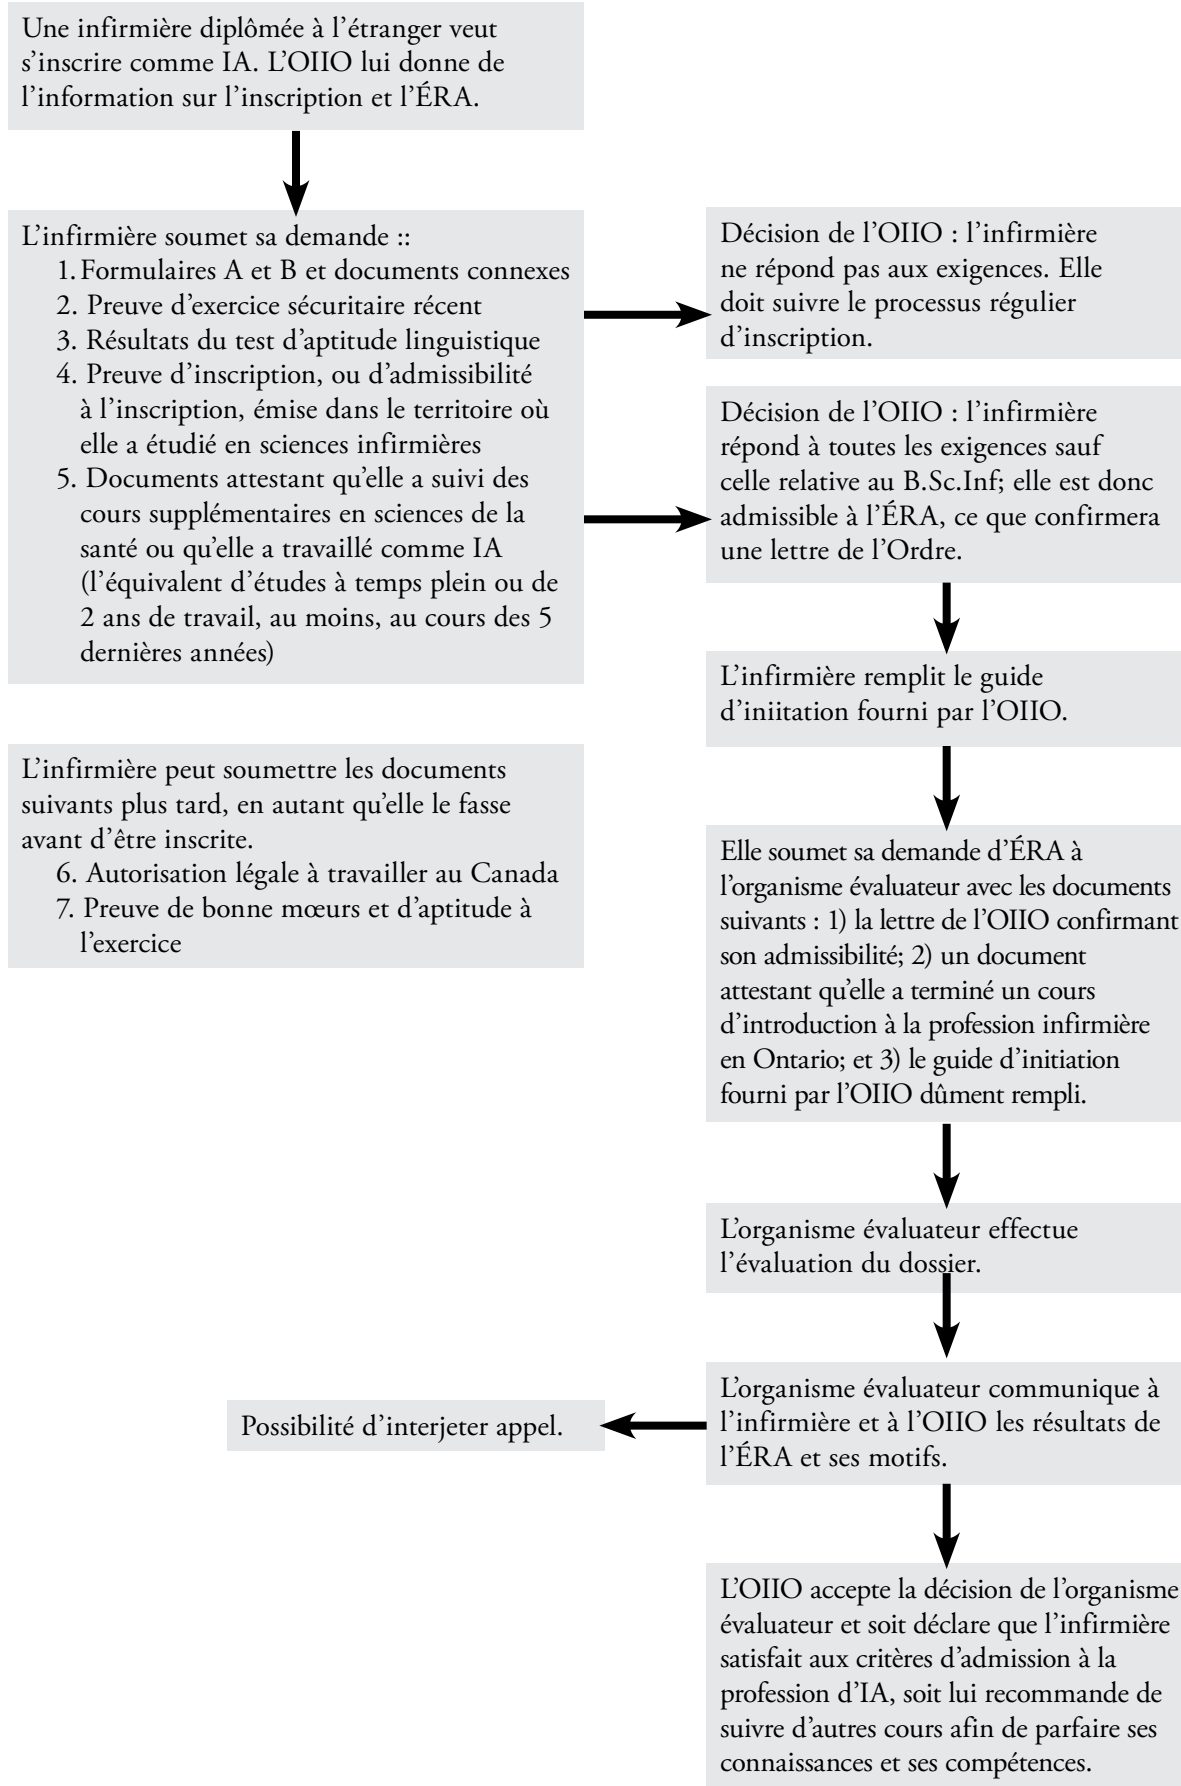 Une infirmière diplômée à l’étranger veut
s’inscrire comme IA. L’OIIO lui donne de
l’information sur l’inscription et l’ÉRA.
L’infirmière soumet sa demande ::
1. Formulaires A et B et documents connexes
2. Preuve d’exercice sécuritaire récent
3. Résultats du test d’aptitude linguistique
4. Preuve d’inscription, ou d’admissibilité
à l’inscription, émise dans le territoire où
elle a étudié en sciences infirmières
5. Documents attestant qu’elle a suivi des
cours supplémentaires en sciences de la
santé ou qu’elle a travaillé comme IA
(l’équivalent d’études à temps plein ou de
2 ans de travail, au moins, au cours des 5
dernières années)
L’infirmière peut soumettre les documents
suivants plus tard, en autant qu’elle le fasse
avant d’être inscrite.
6. Autorisation légale à travailler au Canada
7. Preuve de bonne mœurs et d’aptitude à
l’exercice
Décision de l’OIIO : l’infirmière
ne répond pas aux exigences. Elle
doit suivre le processus régulier
d’inscription.
Décision de l’OIIO : l’infirmière
répond à toutes les exigences sauf
celle relative au B.Sc.Inf; elle est donc
admissible à l’ÉRA, ce que confirmera
une lettre de l’Ordre.
L’infirmière remplit le guide
d’iniitation fourni par l’OIIO.
Elle soumet sa demande d’ÉRA à
l’organisme évaluateur avec les documents
suivants : 1) la lettre de l’OIIO confirmant
son admissibilité; 2) un document
attestant qu’elle a terminé un cours
d’introduction à la profession infirmière
en Ontario; et 3) le guide d’initiation
fourni par l’OIIO dûment rempli.
L’organisme évaluateur effectue
l’évaluation du dossier.
L’organisme évaluateur communique à
l’infirmière et à l’OIIO les résultats de
l’ÉRA et ses motifs.
Possibilité d’interjeter appel.
L’OIIO accepte la décision de l’organisme
évaluateur et soit déclare que l’infirmière
satisfait aux critères d’admission à la
profession d’IA, soit lui recommande de
suivre d’autres cours afin de parfaire ses
connaissances et ses compétences.